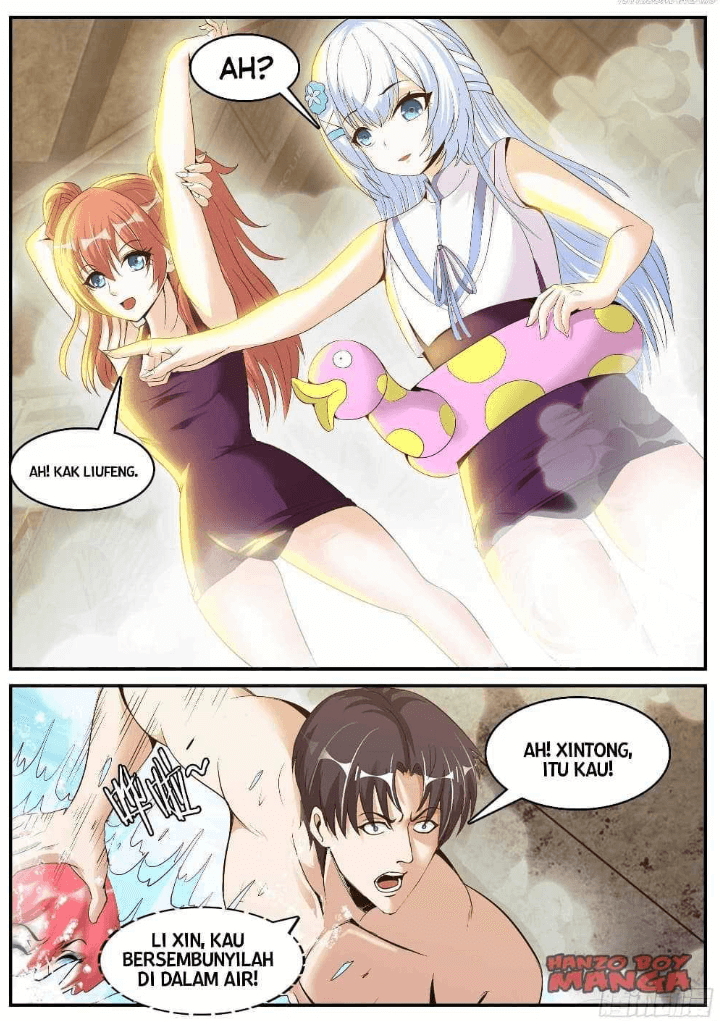 AH?
AH! KAK LIUFENG.
AH! XINTONG,
ITU KAU!
LI XIN, KAU
BERSEMBUNYILAH
DI DALAM AIR!
HANZO BOY
MANGA